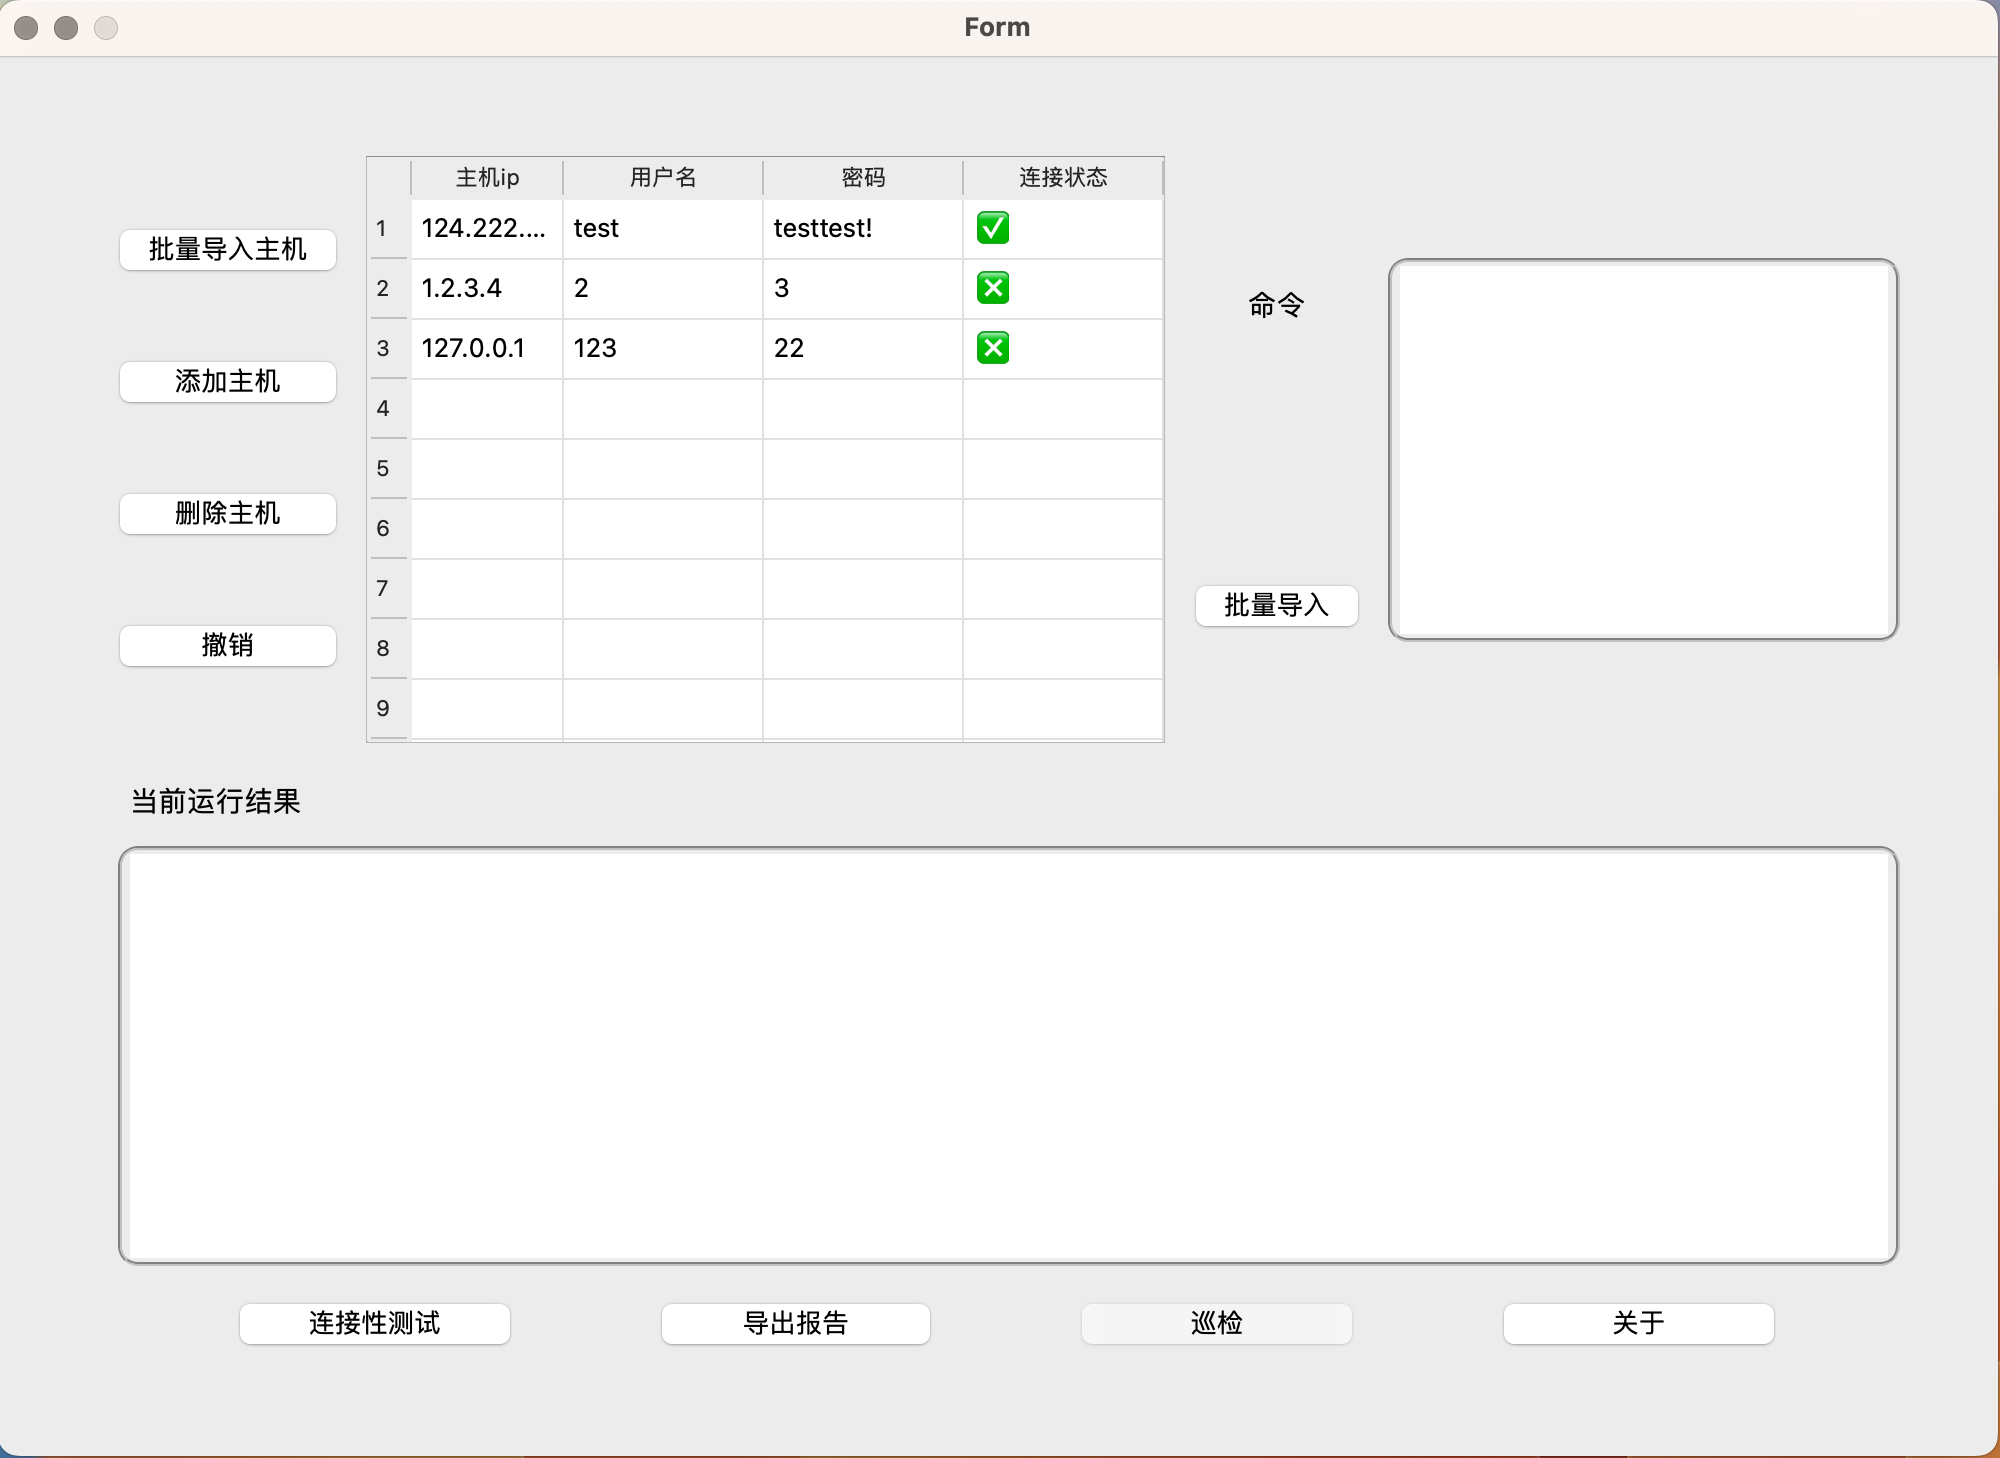 Form
主机ip 用户名 密码 连接状态
1 124.222.... test testtest! ✅
2 1.2.3.4 2 3 ❎
3 127.0.0.1 123 22 ❎
4
5
6
7
8
9
批量导入主机
添加主机
删除主机
撤销
命令
批量导入
当前运行结果
连接性测试 导出报告 巡检 关于